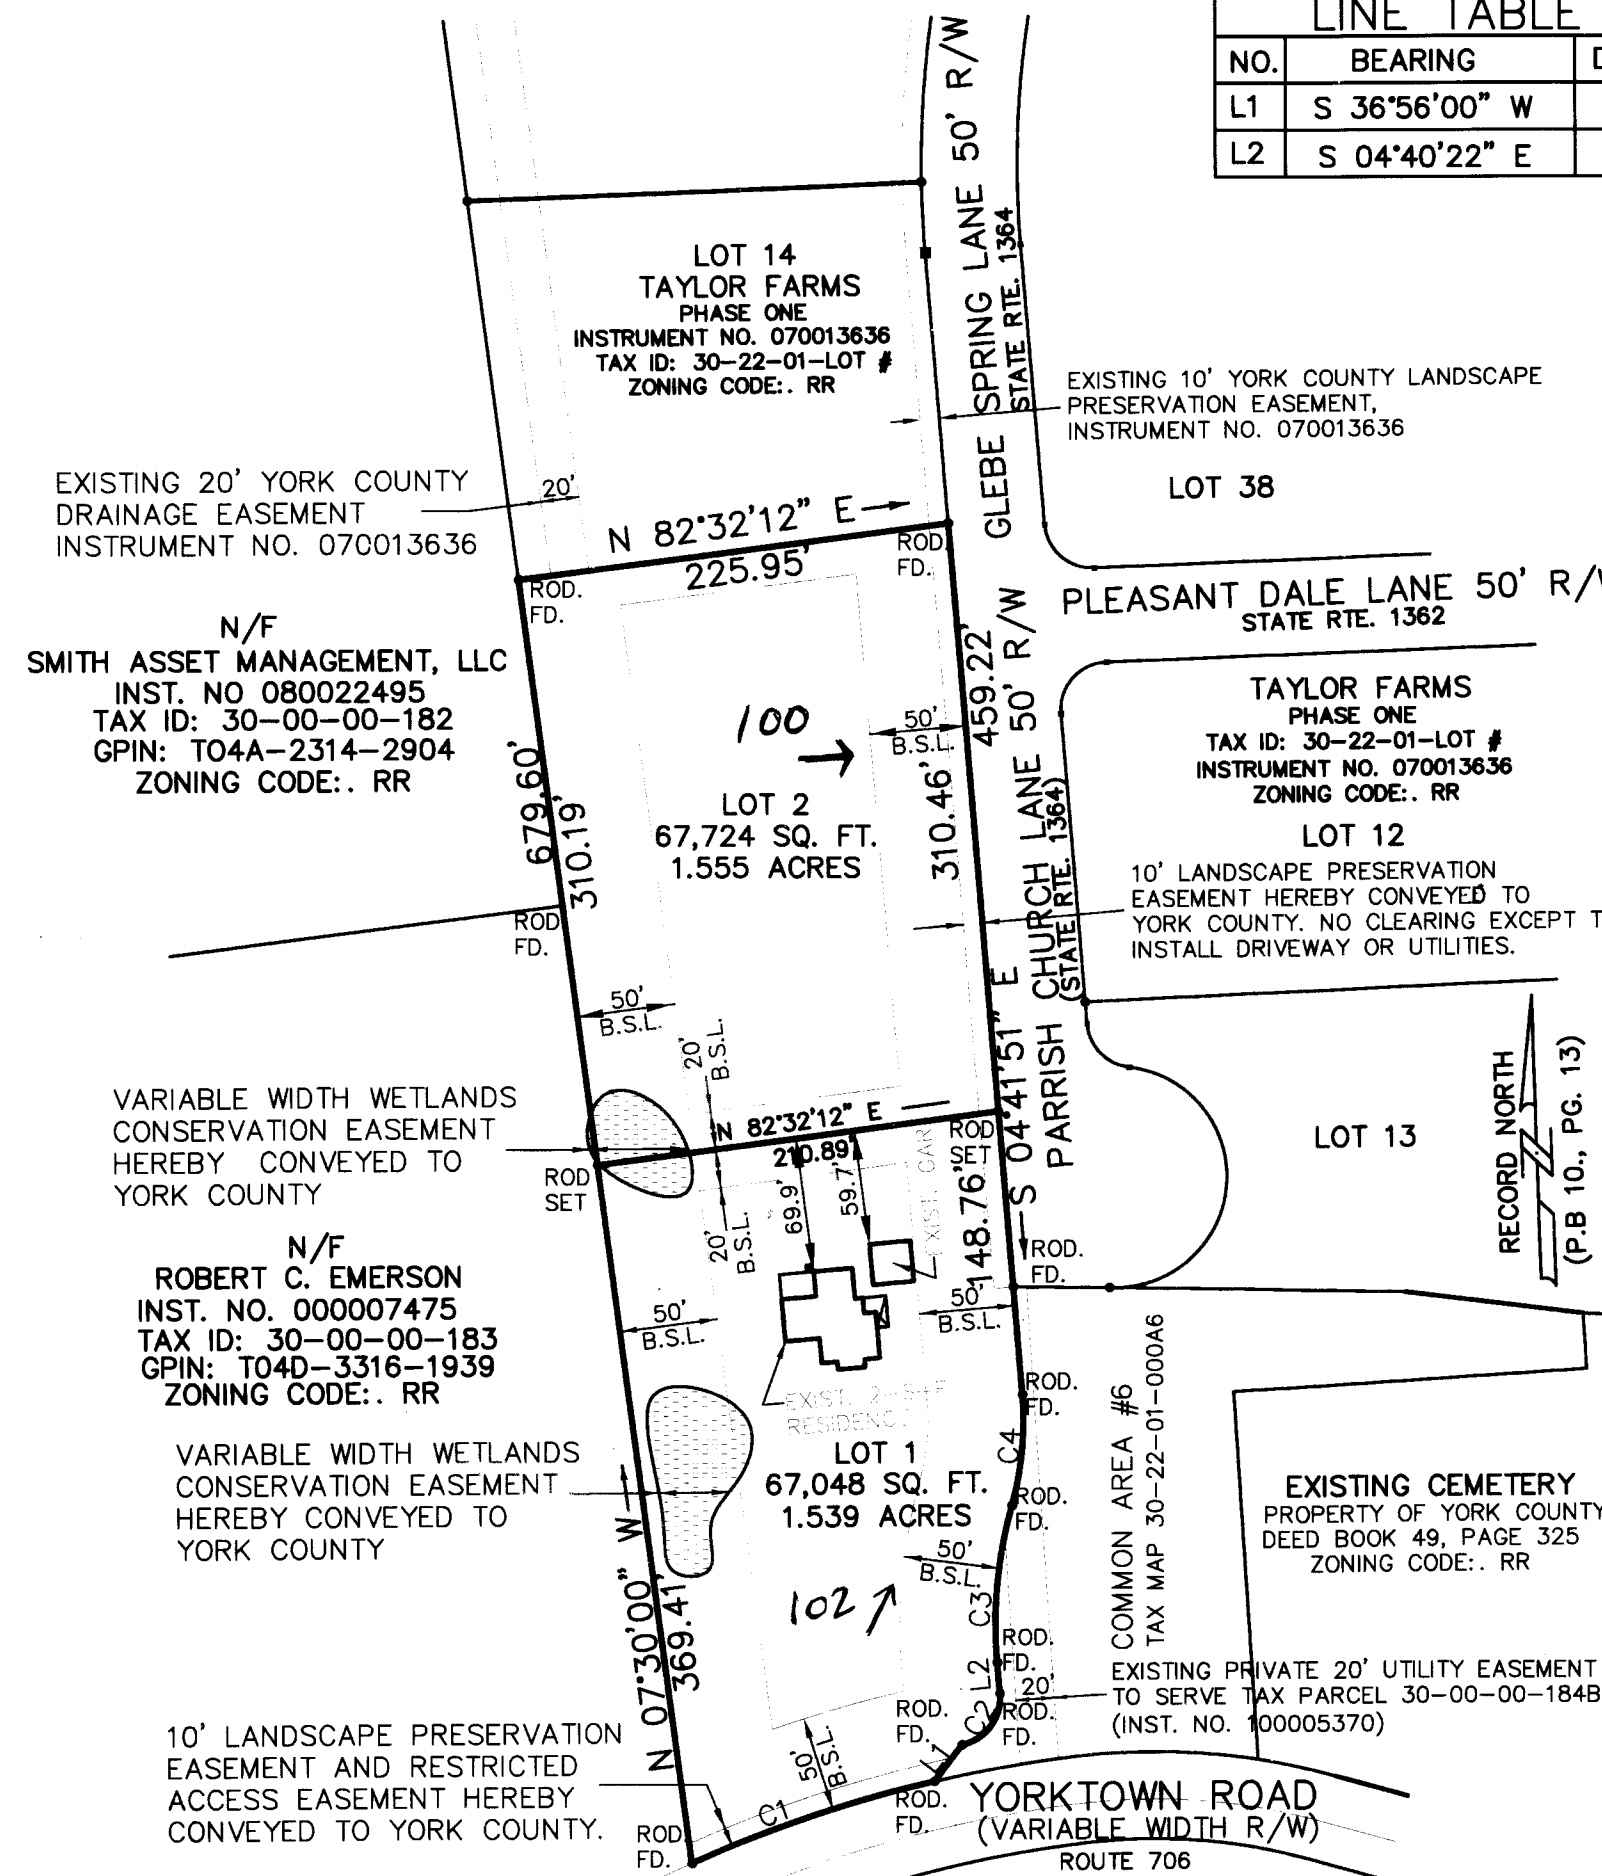 LINE TABLE
NO. BEARING
L1 S 36°56'00" W
L2 S 04°40'22" E
GLEBE SPRING LANE 50' R/W
STATE RTE. 1364
LOT 14
TAYLOR FARMS
PHASE ONE
INSTRUMENT NO. 070013636
TAX ID: 30-22-01-LOT #
ZONING CODE:. RR
EXISTING 10' YORK COUNTY LANDSCAPE
PRESERVATION EASEMENT,
INSTRUMENT NO. 070013636
LOT 38
EXISTING 20' YORK COUNTY
DRAINAGE EASEMENT
INSTRUMENT NO. 070013636
20'
N 82°32'12" E
225.95'
ROD.
FD.
ROD.
FD.
PLEASANT DALE LANE 50' R/W
STATE RTE. 1362
N/F
SMITH ASSET MANAGEMENT, LLC
INST. NO 080022495
TAX ID: 30-00-00-182
GPIN: T04A-2314-2904
ZONING CODE:. RR
679.60'
310.19'
100
50'
B.S.L.
LOT 2
67,724 SQ. FT.
1.555 ACRES
459.22'
310.46'
PARRISH CHURCH LANE 50' R/W
(STATE RTE. 1364)
TAYLOR FARMS
PHASE ONE
TAX ID: 30-22-01-LOT #
INSTRUMENT NO. 070013636
ZONING CODE:. RR
LOT 12
10' LANDSCAPE PRESERVATION
EASEMENT HEREBY CONVEYED TO
YORK COUNTY. NO CLEARING EXCEPT T
INSTALL DRIVEWAY OR UTILITIES.
ROD
FD.
50'
B.S.L.
20'
B.S.L.
S 04°41'51" E
RECORD NORTH
(P.B 10., PG. 13)
LOT 13
VARIABLE WIDTH WETLANDS
CONSERVATION EASEMENT
HEREBY CONVEYED TO
YORK COUNTY
ROD
SET
N 82°32'12" E
210.89'
ROD
SET
20'
B.S.L.
69.9'
59.7'
EXIST. GAR
148.76'
ROD.
FD.
N/F
ROBERT C. EMERSON
INST. NO. 000007475
TAX ID: 30-00-00-183
GPIN: T04D-3316-1939
ZONING CODE:. RR
50'
B.S.L.
50'
B.S.L.
EXIST. 2-S+F
RESIDENC
ROD.
FD.
C4
LOT 1
67,048 SQ. FT.
1.539 ACRES
VARIABLE WIDTH WETLANDS
CONSERVATION EASEMENT
HEREBY CONVEYED TO
YORK COUNTY
ROD.
FD.
COMMON AREA #6
TAX MAP 30-22-01-000A6
EXISTING CEMETERY
PROPERTY OF YORK COUNTY
DEED BOOK 49, PAGE 325
ZONING CODE:. RR
50'
B.S.L.
C3
102
N 07°30'00" W
369.41'
ROD.
FD.
L2
20'
EXISTING PRIVATE 20' UTILITY EASEMENT
TO SERVE TAX PARCEL 30-00-00-184B
(INST. NO. 100005370)
ROD.
FD.
C2
ROD.
FD.
L1
10' LANDSCAPE PRESERVATION
EASEMENT AND RESTRICTED
ACCESS EASEMENT HEREBY
CONVEYED TO YORK COUNTY.
50'
B.S.L.
C1
ROD.
FD.
ROD.
FD.
YORKTOWN ROAD
(VARIABLE WIDTH R/W)
ROUTE 706